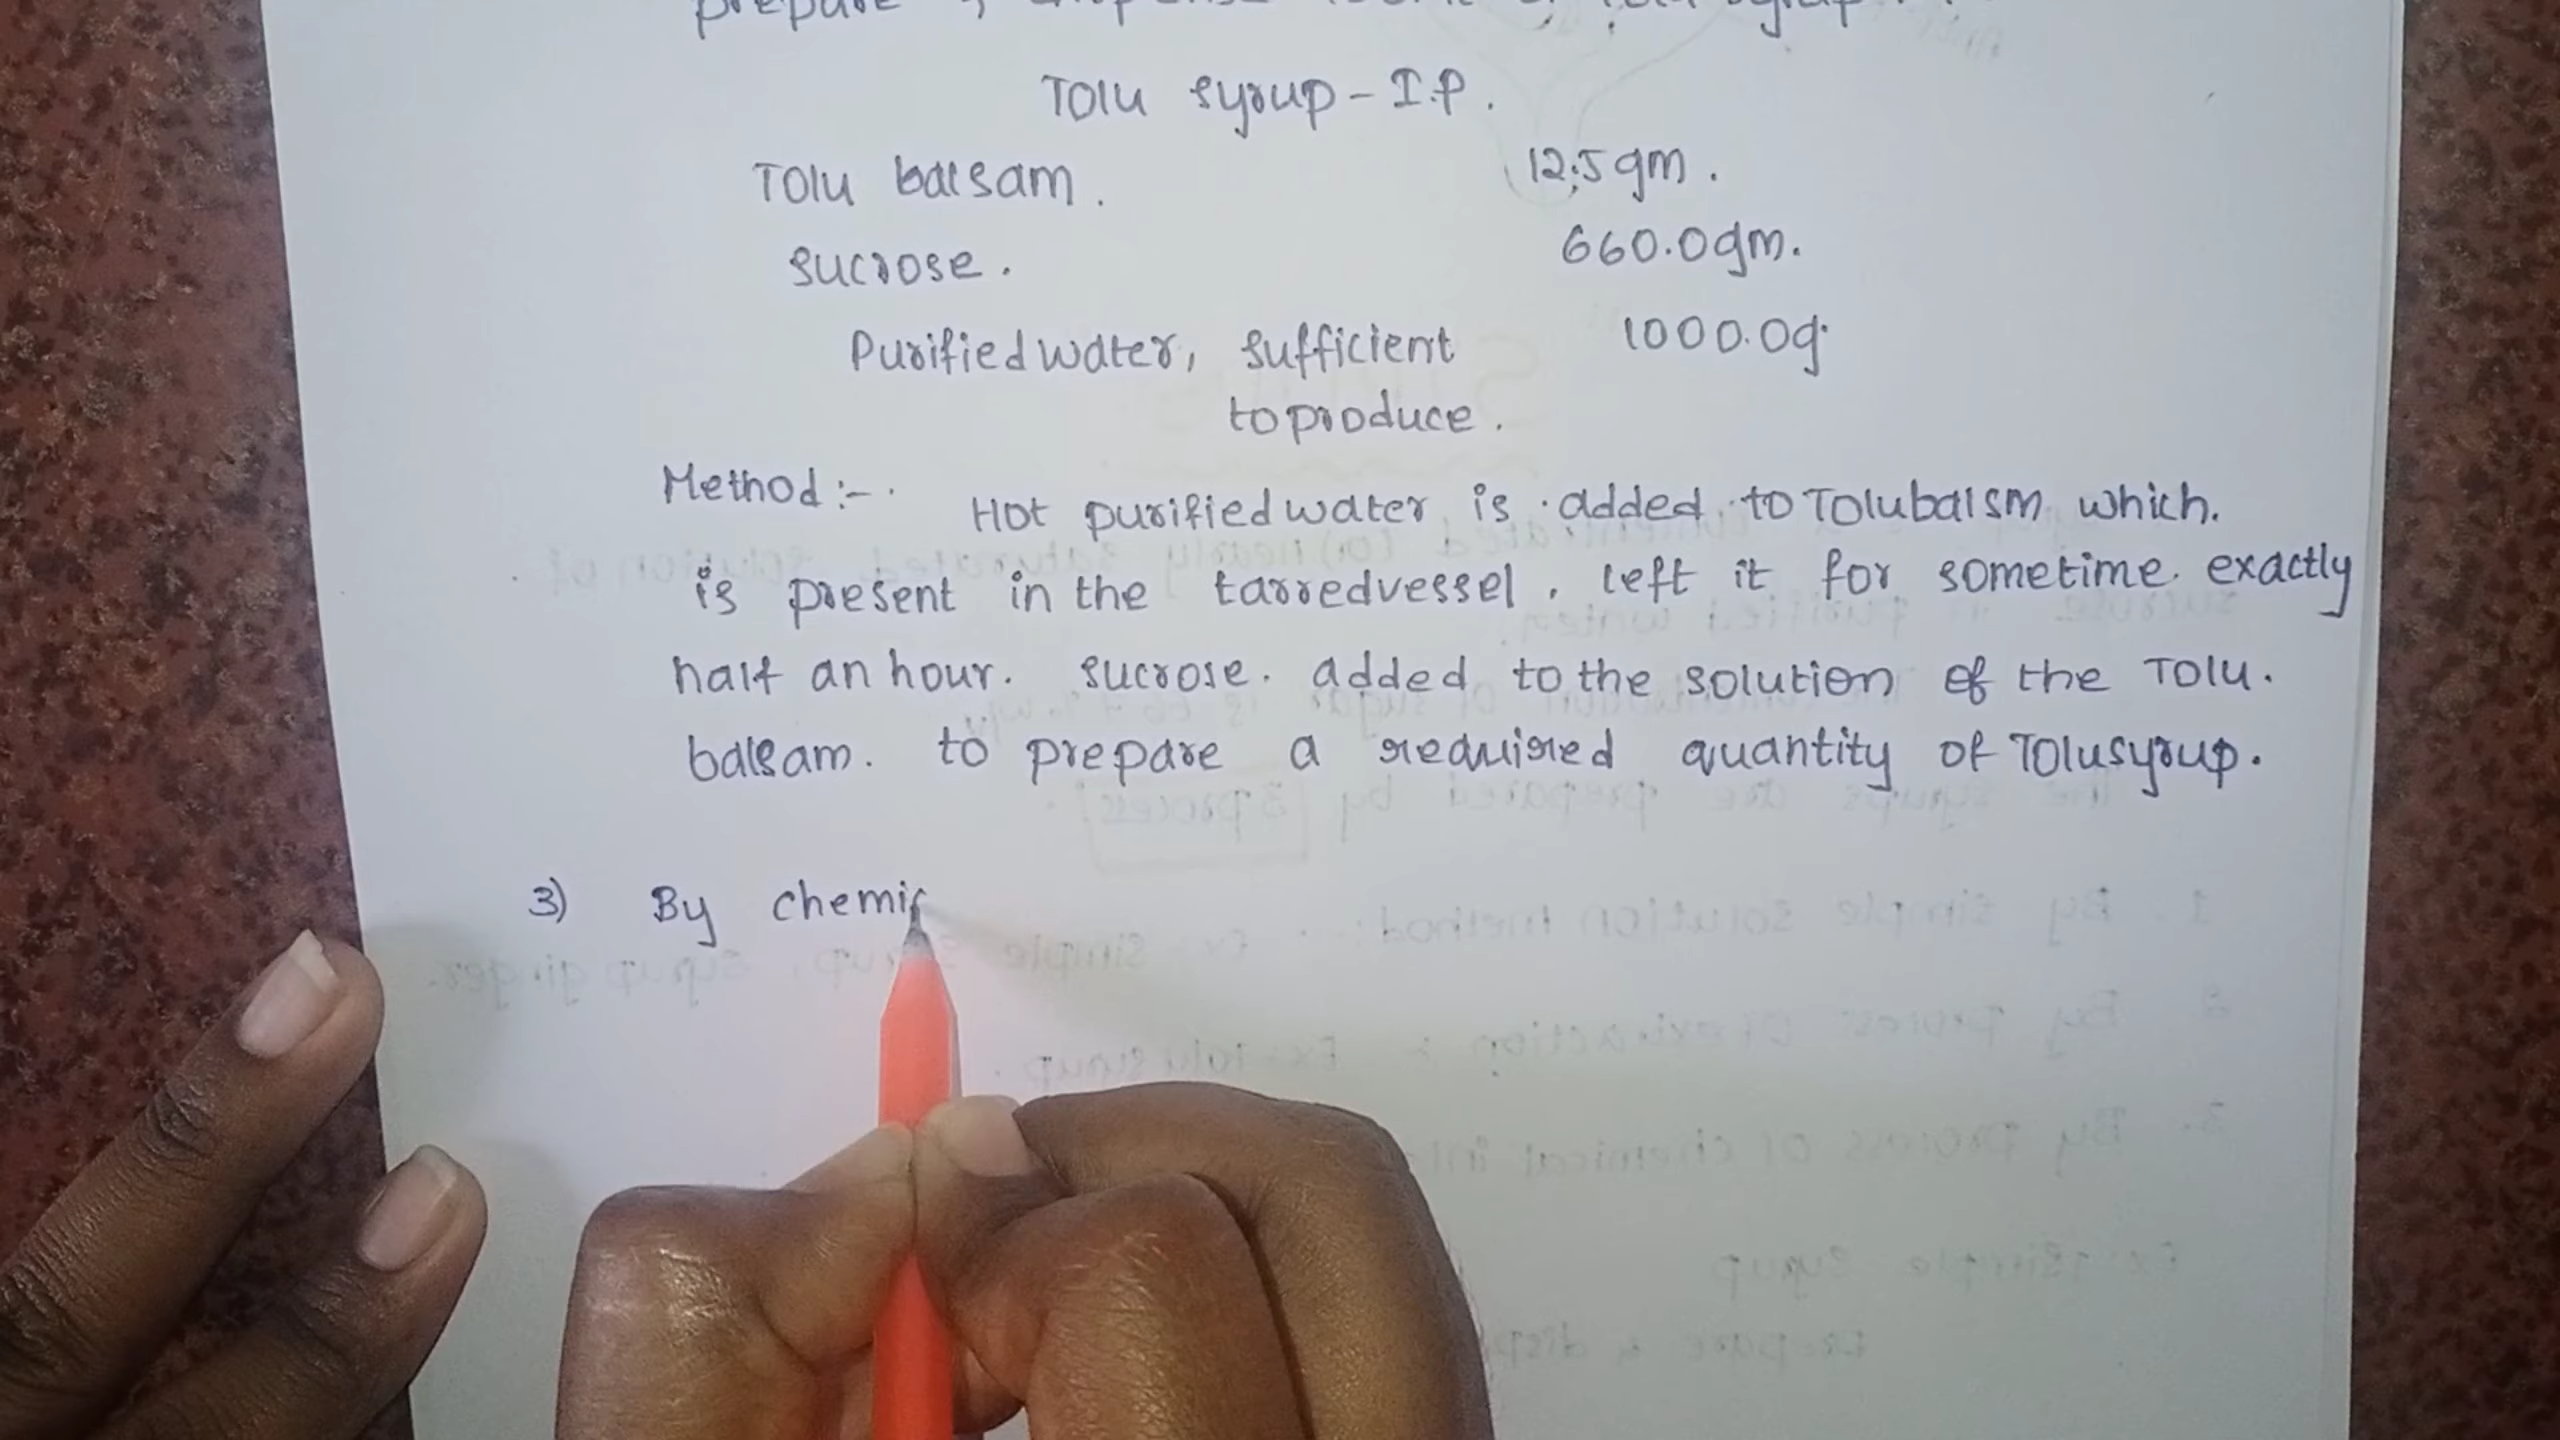 prepare
Tolu syrup - I.P.
Tolu balsam. 12.5 gm.
sucrose. 660.0gm.
Purified water, sufficient 1000.0g.
to produce.
Method :- Hot purified water is added to Tolubalsm which.
is present in the tarredvessel. left it for sometime. exactly
half an hour. sucrose. added to the solution of the Tolu.
balsam. to prepare a required quantity of Tolusyrup.
3) By chemic